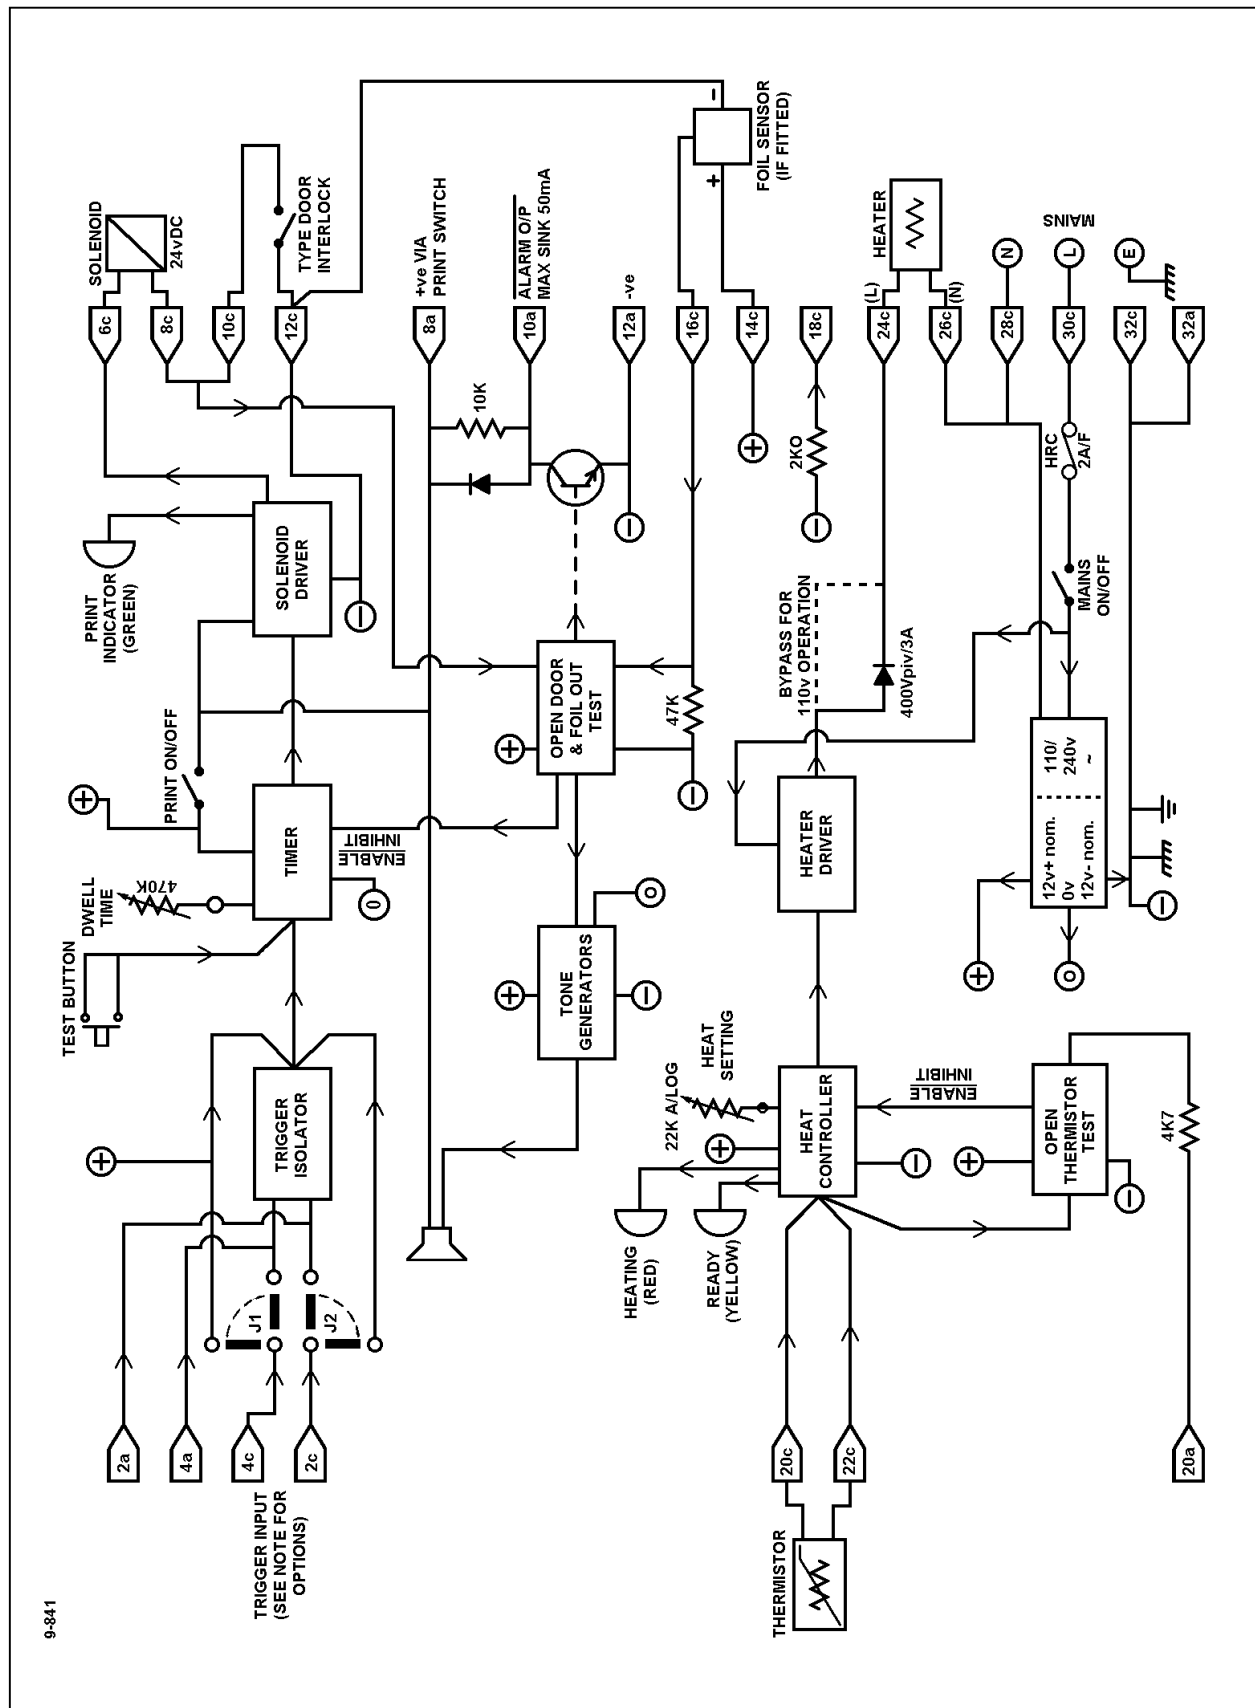 9-841
2a
4a
4c
2c
TRIGGER INPUT
(SEE NOTE FOR
OPTIONS)
J1
J2
TRIGGER
ISOLATOR
TEST BUTTON
DWELL
TIME
470K
TIMER
ENABLE
INHIBIT
0
PRINT ON/OFF
PRINT
INDICATOR
(GREEN)
SOLENOID
DRIVER
SOLENOID
24vDC
6c
8c
10c
12c
TYPE DOOR
INTERLOCK
8a
+ve VIA
PRINT SWITCH
10K
10a
ALARM O/P
MAX SINK 50mA
12a
-ve
TONE
GENERATORS
O
OPEN DOOR
& FOIL OUT
TEST
47K
16c
14c
FOIL SENSOR
(IF FITTED)
18c
2KO
HEATING
(RED)
READY
(YELLOW)
22K A/LOG
HEAT
SETTING
HEAT
CONTROLLER
HEATER
DRIVER
BYPASS FOR
110v OPERATION
400Vpiv/3A
24c
(L)
26c
(N)
HEATER
THERMISTOR
20c
22c
ENABLE
INHIBIT
OPEN
THERMISTOR
TEST
4K7
20a
12v+ nom.
0v
12v- nom.
110/
240v
~
O
MAINS
ON/OFF
HRC
2A/F
28c
30c
32c
32a
N
L
E
MAINS